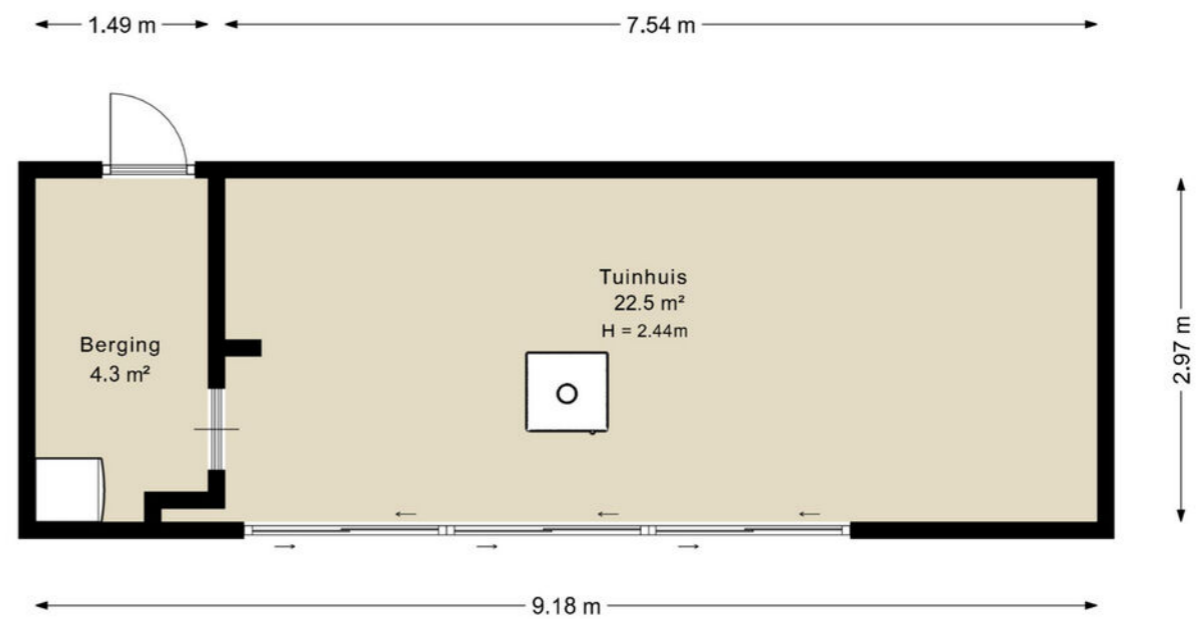 1.49 m
7.54 m
Tuinhuis
22.5 m²
H = 2.44m
Berging
4.3 m²
2.97 m
9.18 m